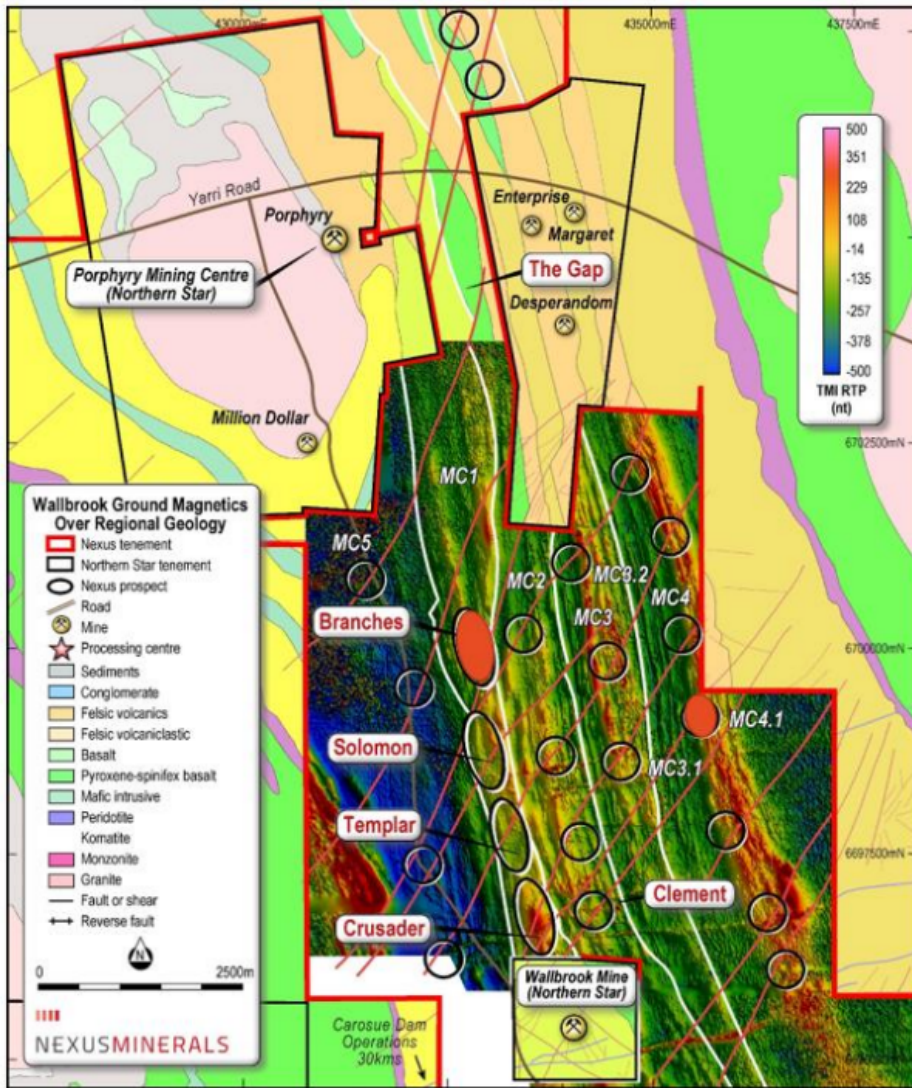 430000mE
435000mE
437500mE
Yarri Road
Porphyry
Porphyry Mining Centre
(Northern Star)
Enterprise
Margaret
The Gap
Desperandom
Million Dollar
500
351
229
108
-14
-135
-257
-378
-500
TMI RTP
(nt)
6702500mN
MC1
MC5
MC2
MC3.2
MC3
MC4
Branches
6700000mN
MC4.1
Solomon
MC3.1
Templar
6697500mN
Clement
Crusader
Wallbrook Mine
(Northern Star)
Carosue Dam
Operations
30kms
Wallbrook Ground Magnetics
Over Regional Geology
Nexus tenement
Northern Star tenement
Nexus prospect
Road
Mine
Processing centre
Sediments
Conglomerate
Felsic volcanics
Felsic volcaniclastic
Basalt
Pyroxene-spinifex basalt
Mafic intrusive
Peridotite
Komatite
Monzonite
Granite
Fault or shear
Reverse fault
N
0 2500m
NEXUSMINERALS